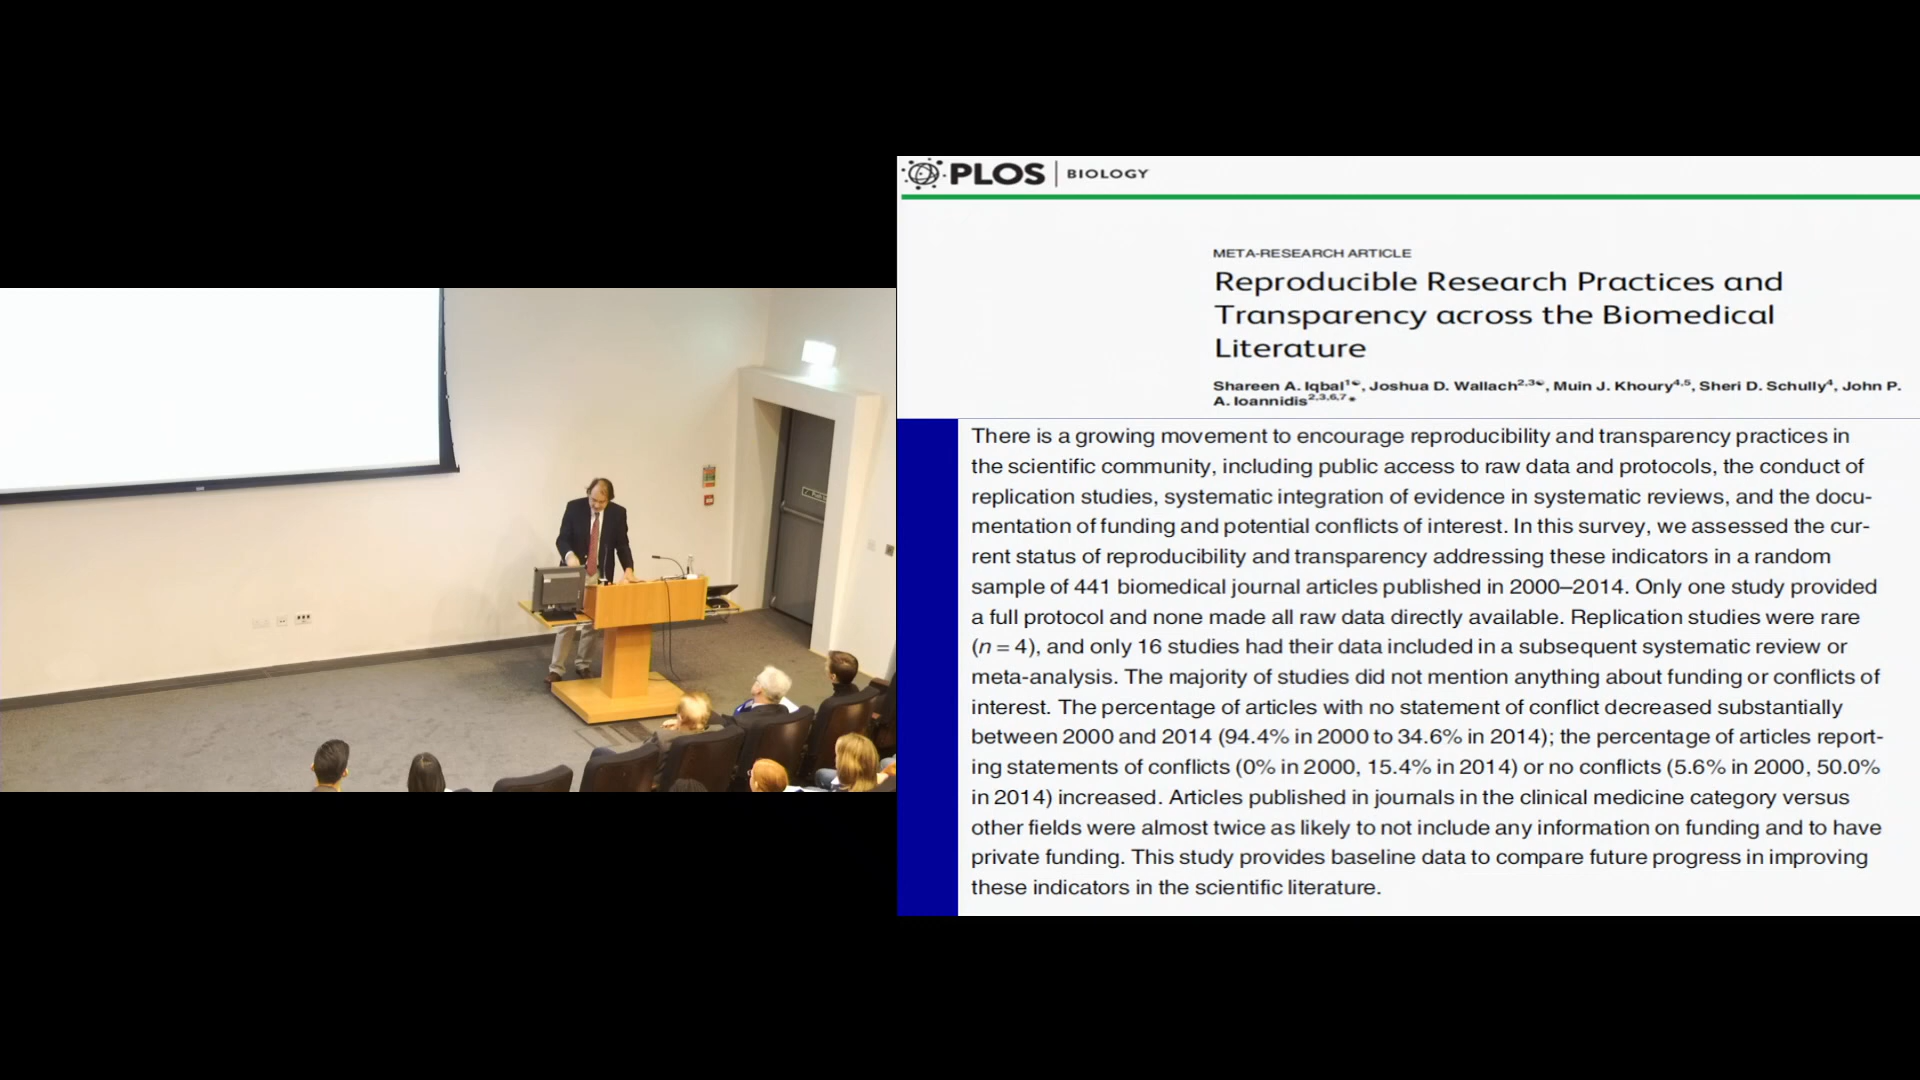 PLOS | BIOLOGY
META-RESEARCH ARTICLE
Reproducible Research Practices and
Transparency across the Biomedical
Literature
Shareen A. Iqbal1☯, Joshua D. Wallach2,3☯, Muin J. Khoury4,5, Sheri D. Schully4, John P.
A. Ioannidis2,3,6,7*
There is a growing movement to encourage reproducibility and transparency practices in
the scientific community, including public access to raw data and protocols, the conduct of
replication studies, systematic integration of evidence in systematic reviews, and the docu-
mentation of funding and potential conflicts of interest. In this survey, we assessed the cur-
rent status of reproducibility and transparency addressing these indicators in a random
sample of 441 biomedical journal articles published in 2000–2014. Only one study provided
a full protocol and none made all raw data directly available. Replication studies were rare
(n = 4), and only 16 studies had their data included in a subsequent systematic review or
meta-analysis. The majority of studies did not mention anything about funding or conflicts of
interest. The percentage of articles with no statement of conflict decreased substantially
between 2000 and 2014 (94.4% in 2000 to 34.6% in 2014); the percentage of articles report-
ing statements of conflicts (0% in 2000, 15.4% in 2014) or no conflicts (5.6% in 2000, 50.0%
in 2014) increased. Articles published in journals in the clinical medicine category versus
other fields were almost twice as likely to not include any information on funding and to have
private funding. This study provides baseline data to compare future progress in improving
these indicators in the scientific literature.